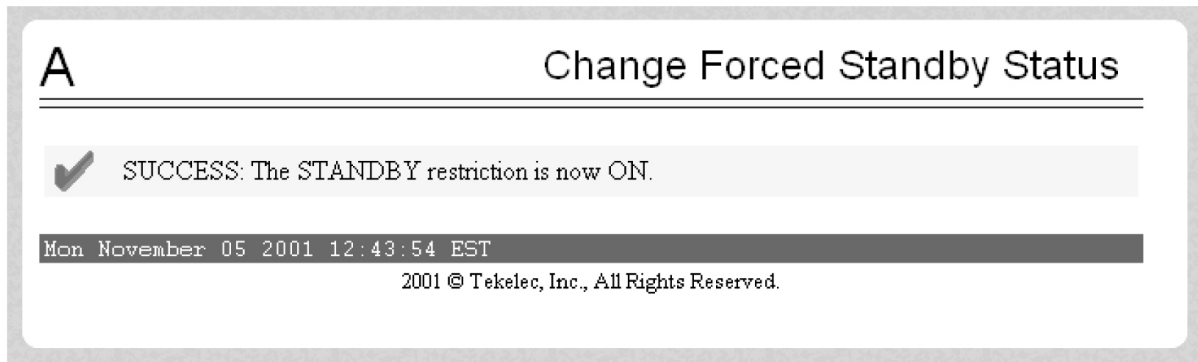 A Change Forced Standby Status
SUCCESS: The STANDBY restriction is now ON.
Mon November 05 2001 12:43:54 EST
2001 © Tekelec, Inc., All Rights Reserved.